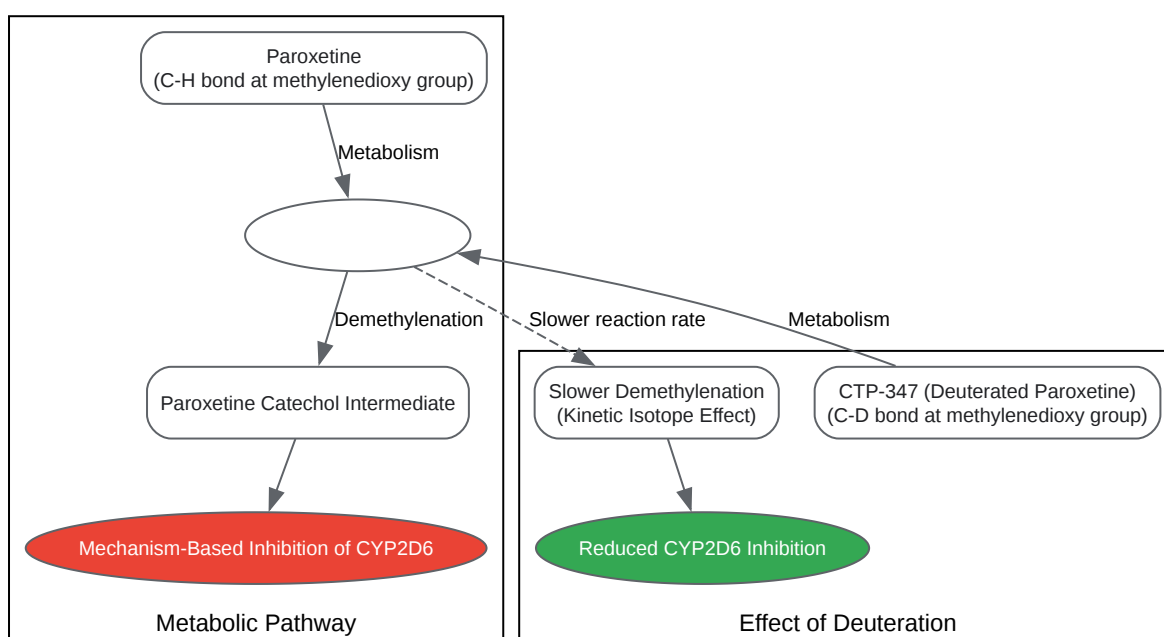 Paroxetine
(C-H bond at methylenedioxy group)
Metabolism
Demethylenation
Slower reaction rate
Metabolism
Paroxetine Catechol Intermediate
Slower Demethylenation
(Kinetic Isotope Effect)
CTP-347 (Deuterated Paroxetine)
(C-D bond at methylenedioxy group)
Mechanism-Based Inhibition of CYP2D6
Reduced CYP2D6 Inhibition
Metabolic Pathway
Effect of Deuteration